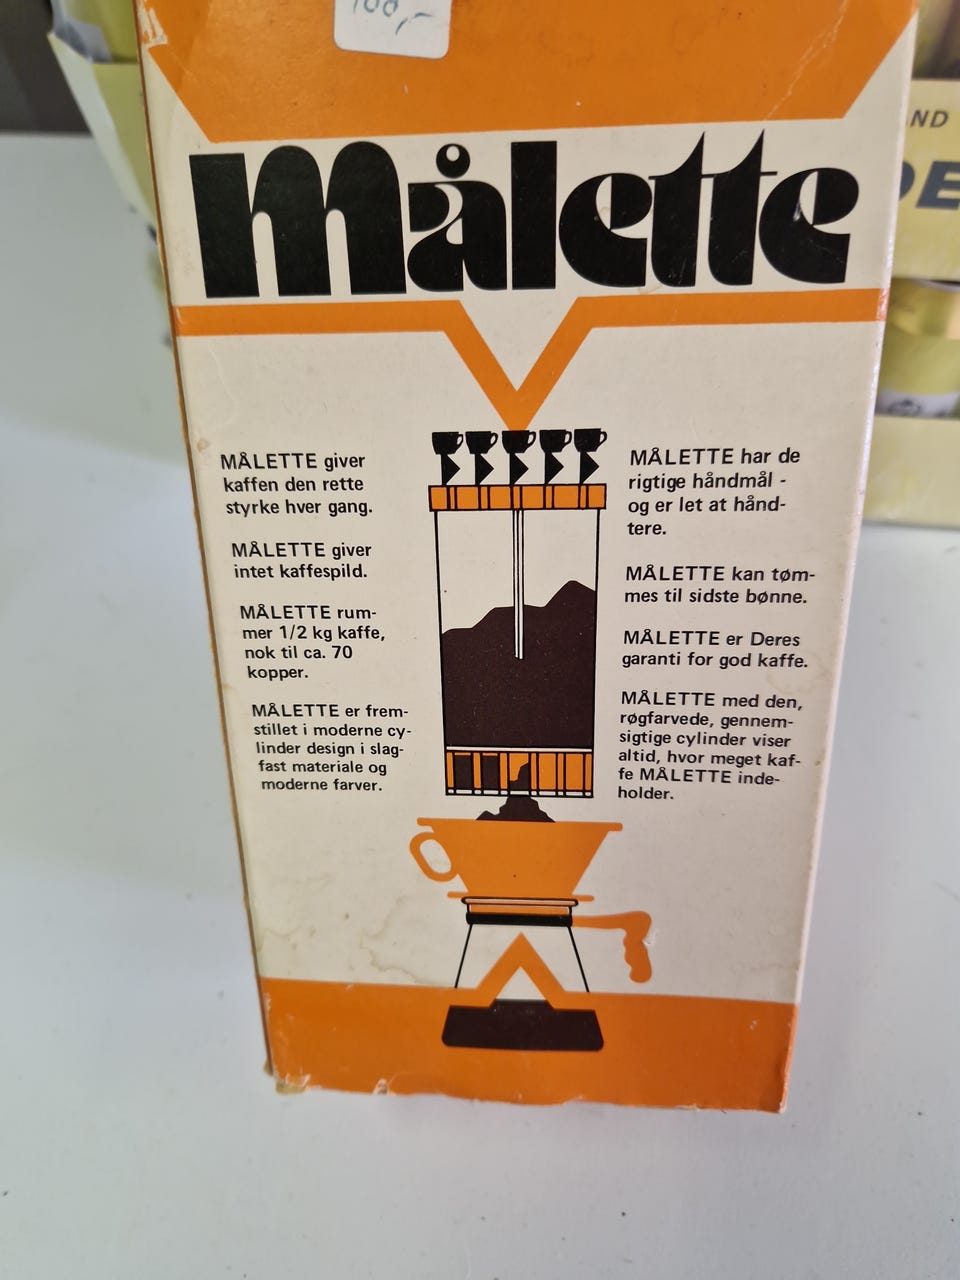 100,-
Målette
MÅLETTE giver
kaffen den rette
styrke hver gang.
MÅLETTE giver
intet kaffespild.
MÅLETTE rum-
mer 1/2 kg kaffe,
nok til ca. 70
kopper.
MÅLETTE er frem-
stillet i moderne cy-
linder design i slag-
fast materiale og
moderne farver.
MÅLETTE har de
rigtige håndmål -
og er let at hånd-
tere.
MÅLETTE kan tøm-
mes til sidste bønne.
MÅLETTE er Deres
garanti for god kaffe.
MÅLETTE med den,
røgfarvede, gennem-
sigtige cylinder viser
altid, hvor meget kaf-
fe MÅLETTE inde-
holder.
ND
DE